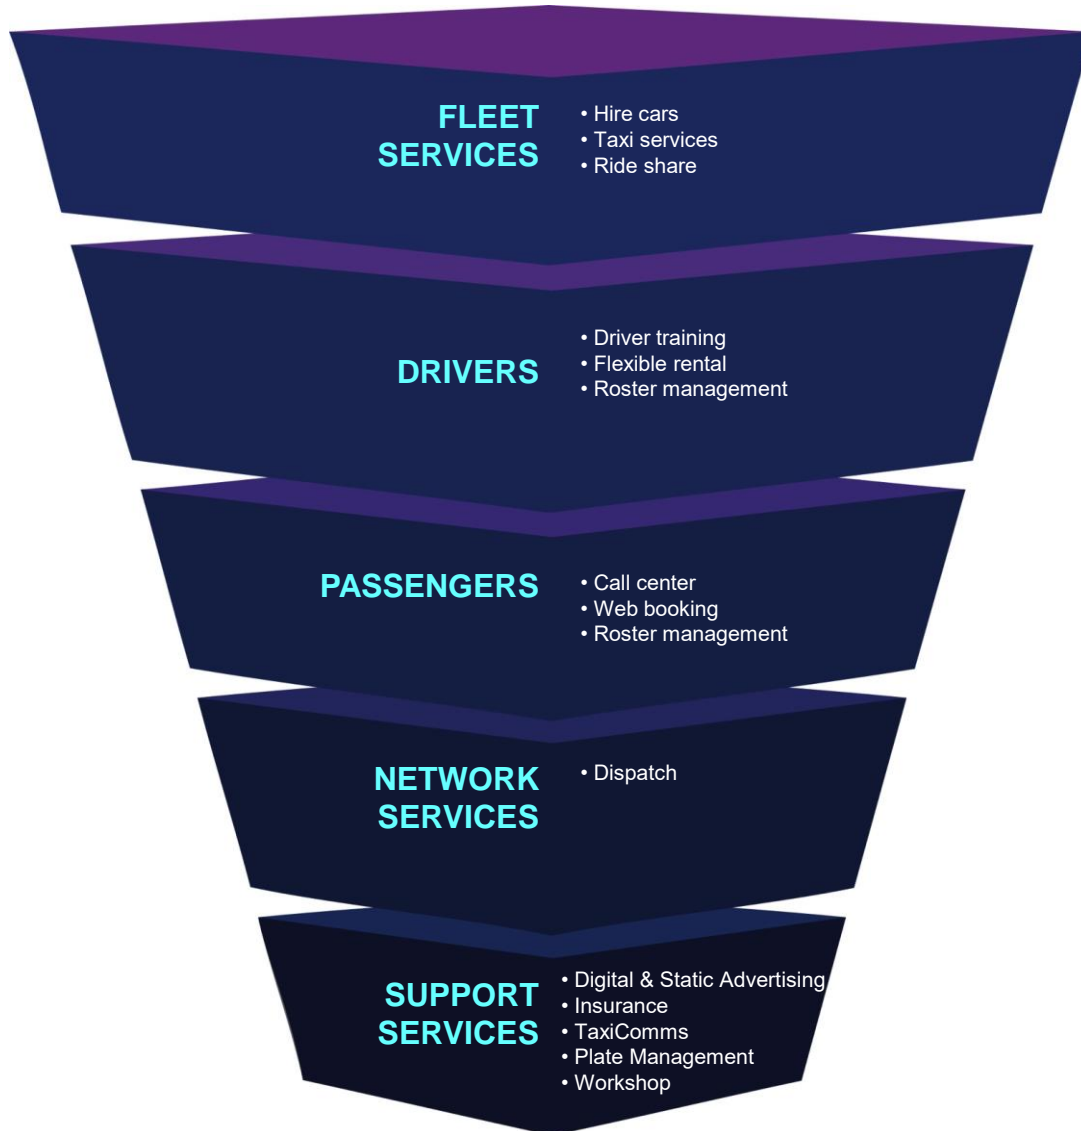 FLEET
SERVICES
• Hire cars
• Taxi services
• Ride share
DRIVERS
• Driver training
• Flexible rental
• Roster management
PASSENGERS
• Call center
• Web booking
• Roster management
NETWORK
SERVICES
• Dispatch
SUPPORT
SERVICES
• Digital & Static Advertising
• Insurance
• TaxiComms
• Plate Management
• Workshop